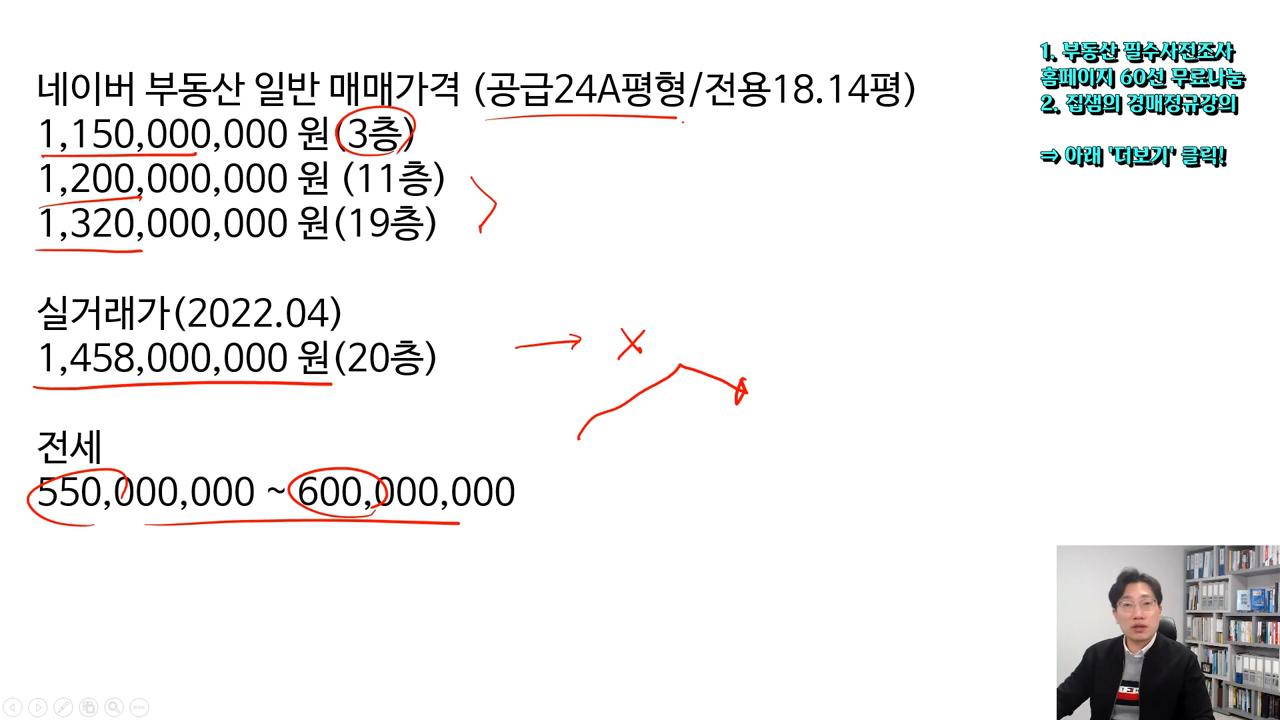 네이버 부동산 일반 매매가격 (공급24A평형/전용18.14평)
1,150,000,000 원(3층)
1,200,000,000 원 (11층)
1,320,000,000 원(19층)
실거래가(2022.04)
1,458,000,000 원(20층)
전세
550,000,000 ~ 600,000,000
1. 부동산 필수사전조사
홈페이지 60선 무료나눔
2. 집샘의 경매정규강의
⇒ 아래 '더보기' 클릭!